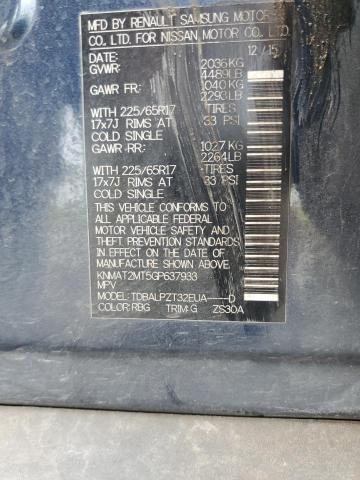 MFD BY RENAULT SAMSUNG MOTORS
CO., LTD. FOR NISSAN MOTOR CO., LTD.
DATE: 12/15
GVWR: 2036KG
4489LB
GAWR FR: 1040 KG
2293LB
WITH 225/65R17 TIRES
17x7J RIMS AT 33 PSI
COLD SINGLE
GAWR RR: 1027 KG
2264LB
WITH 225/65R17 TIRES
17x7J RIMS AT 33 PSI
COLD SINGLE
THIS VEHICLE CONFORMS TO
ALL APPLICABLE FEDERAL
MOTOR VEHICLE SAFETY AND
THEFT PREVENTION STANDARDS
IN EFFECT ON THE DATE OF
MANUFACTURE SHOWN ABOVE.
KNMAT2MT5GP637933
MPV
MODEL: TDBALPZT32EUA----D
COLOR: RBG TRIM: G ZS30A